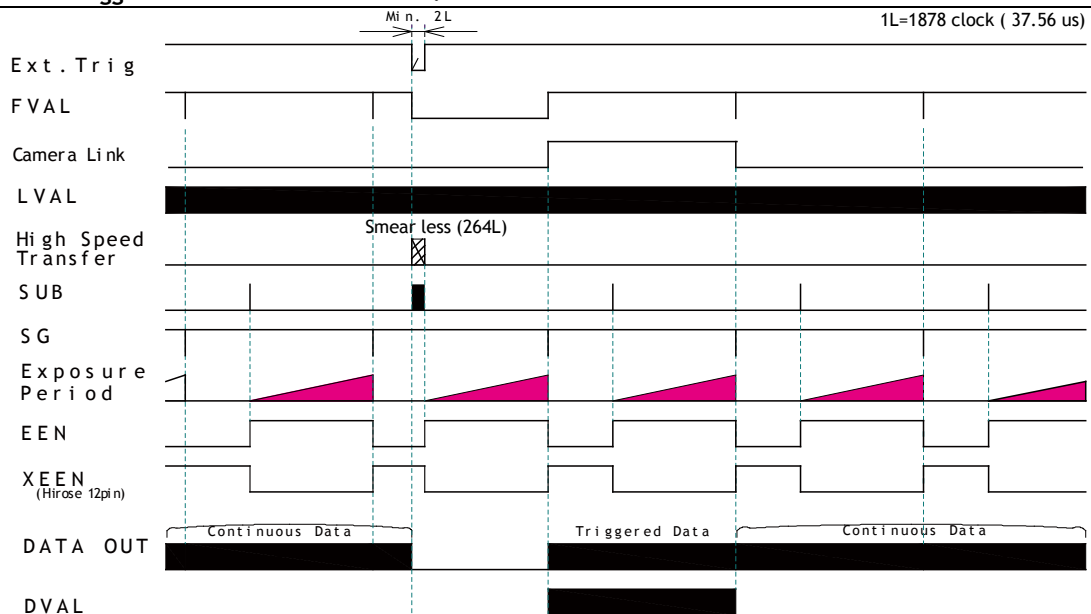 Min. 2L
1L=1878 clock ( 37.56 us)
Ext.Trig
FVAL
Camera Link
LVAL
Smear less (264L)
High Speed
Transfer
SUB
SG
Exposure
Period
EEN
XEEN
(Hirose 12pin)
Continuous Data
Triggered Data
Continuous Data
DATA OUT
DVAL